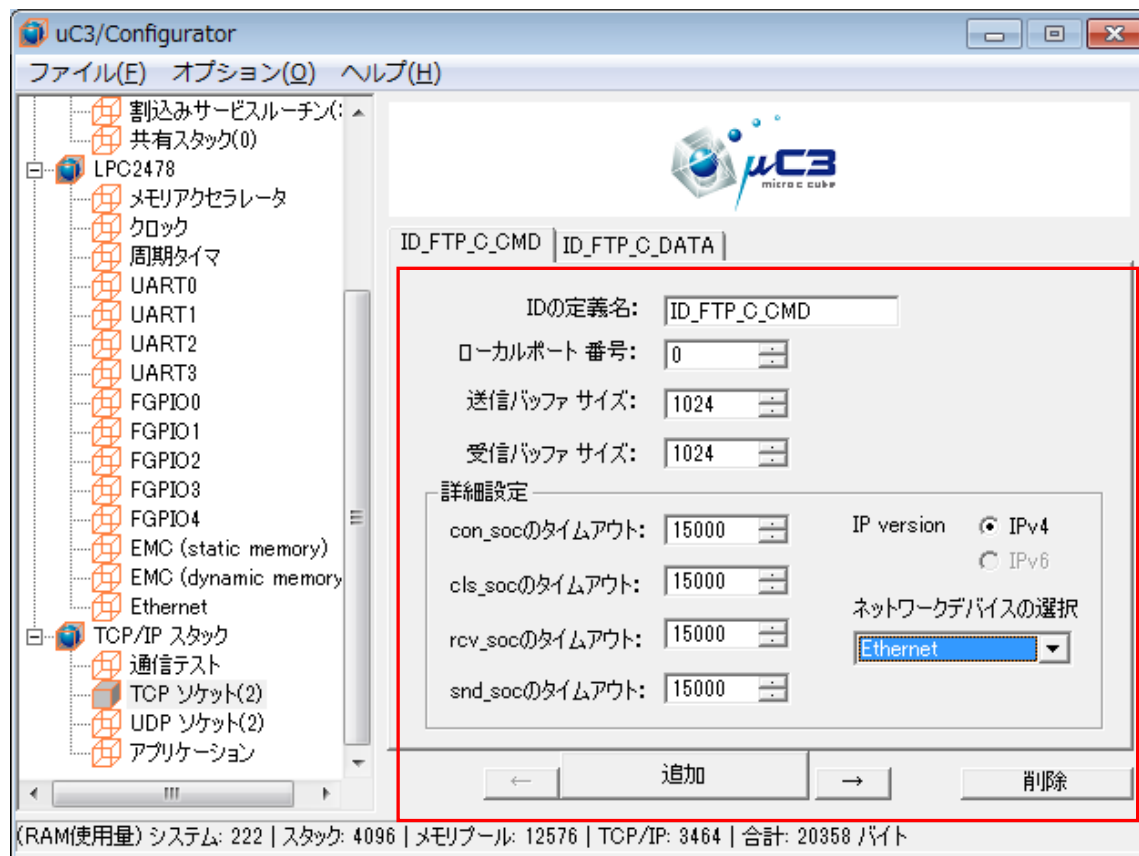 uC3/Configurator
ファイル(F) オプション(O) ヘルプ(H)
割込みサービスルーチン(
共有スタック(0)
LPC2478
メモリアクセラレータ
クロック
周期タイマ
UART0
UART1
UART2
UART3
FGPIO0
FGPIO1
FGPIO2
FGPIO3
FGPIO4
EMC (static memory)
EMC (dynamic memory
Ethernet
TCP/IP スタック
通信テスト
TCP ソケット(2)
UDP ソケット(2)
アプリケーション
μC3
micro c cube
ID_FTP_C_CMD ID_FTP_C_DATA
IDの定義名: ID_FTP_C_CMD
ローカルポート 番号: 0
送信バッファ サイズ: 1024
受信バッファ サイズ: 1024
詳細設定
con_socのタイムアウト: 15000
cls_socのタイムアウト: 15000
rcv_socのタイムアウト: 15000
snd_socのタイムアウト: 15000
IP version IPv4
IPv6
ネットワークデバイスの選択
Ethernet
← 追加 → 削除
(RAM使用量) システム: 222 | スタック: 4096 | メモリプール: 12576 | TCP/IP: 3464 | 合計: 20358 バイト